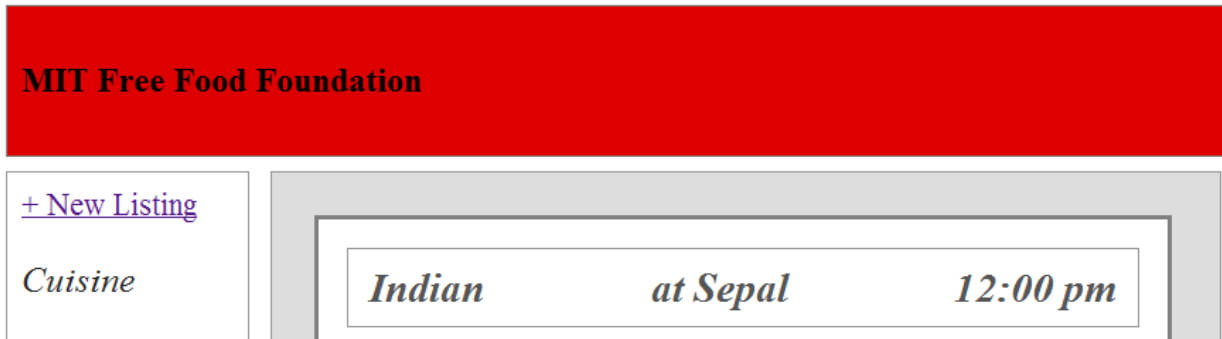 MIT Free Food Foundation
+ New Listing
Cuisine
Indian at Sepal 12:00 pm